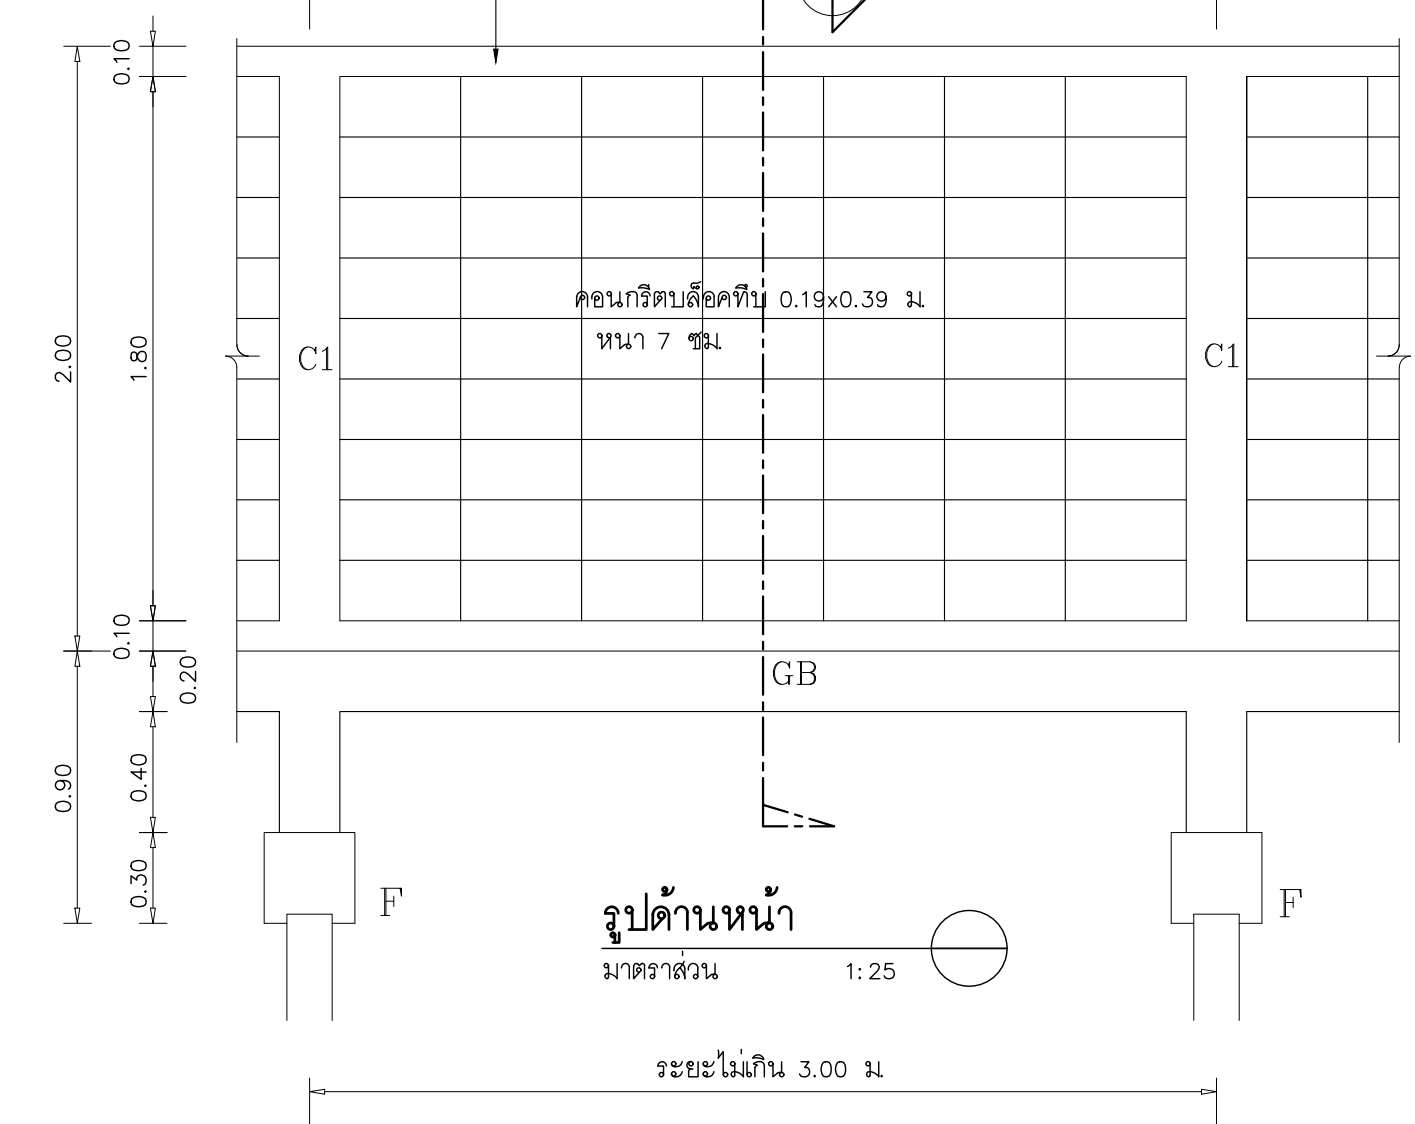 0.10
2.00
1.80
คอนกรีตบล็อคทึบ 0.19x0.39 ม.
หนา 7 ซม.
C1
C1
0.10
0.20
GB
0.90
0.40
0.30
F
F
รูปด้านหน้า
มาตราส่วน 1:25
ระยะไม่เกิน 3.00 ม.